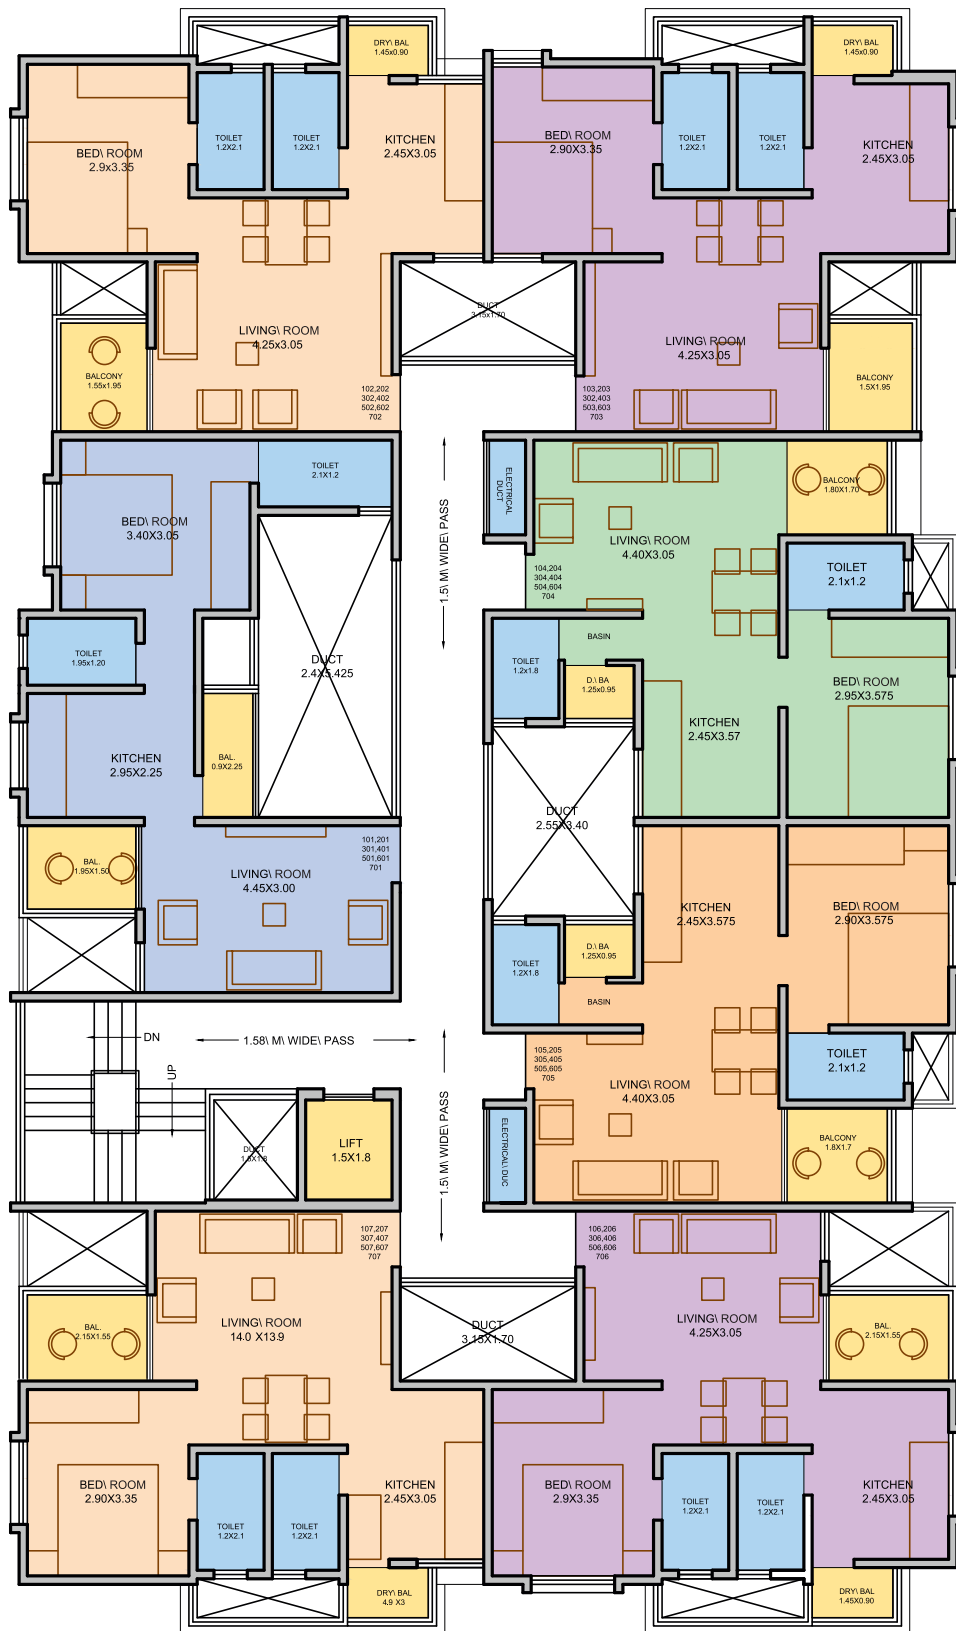 DRY\ BAL
1.45x0.90
DRY\ BAL
1.45x0.90
TOILET
1.2X2.1
TOILET
1.2X2.1
KITCHEN
2.45X3.05
BED\ ROOM
2.9x3.35
BED\ ROOM
2.90X3.35
TOILET
1.2X2.1
TOILET
1.2X2.1
KITCHEN
2.45X3.05
DUCT
3.15x1.70
LIVING\ ROOM
4.25x3.05
LIVING\ ROOM
4.25x3.05
BALCONY
1.55x1.95
BALCONY
1.5X1.95
102,202
302,402
502,602
702
103,203
302,403
503,603
703
TOILET
2.1X1.2
ELECTRICAL
DUCT
BALCONY
1.80X1.70
BED\ ROOM
3.40X3.05
1.5\ M\ WIDE\ PASS
LIVING\ ROOM
4.40X3.05
104,204
304,404
504,604
704
TOILET
2.1x1.2
BASIN
TOILET
1.95x1.20
DUCT
2.4X5.425
TOILET
1.2x1.8
D.\ BA
1.25x0.95
BED\ ROOM
2.95X3.575
KITCHEN
2.45X3.57
KITCHEN
2.95X2.25
BAL.
0.9X2.25
DUCT
2.55X3.40
101,201
301,401
501,601
701
BAL.
1.95X1.50
LIVING\ ROOM
4.45X3.00
KITCHEN
2.45X3.575
BED\ ROOM
2.90X3.575
TOILET
1.2X1.8
D.\ BA
1.25X0.95
BASIN
DN
1.58\ M\ WIDE\ PASS
UP
105,205
305,405
505,605
705
TOILET
2.1x1.2
LIVING\ ROOM
4.40X3.05
1.5\ M\ WIDE\ PASS
DUCT
LIFT
1.5X1.8
ELECTRICAL\ DUC
BALCONY
1.8X1.7
107,207
307,407
507,607
707
106,206
306,406
506,606
706
LIVING\ ROOM
14.0 X13.9
DUCT
3.15X1.70
LIVING\ ROOM
4.25X3.05
BAL.
2.15X1.55
BAL.
2.15X1.55
BED\ ROOM
2.90X3.35
KITCHEN
2.45X3.05
BED\ ROOM
2.9X3.35
KITCHEN
2.45X3.05
TOILET
1.2X2.1
TOILET
1.2X2.1
TOILET
1.2X2.1
TOILET
1.2X2.1
DRY\ BAL
4.9 X3
DRY\ BAL
1.45X0.90